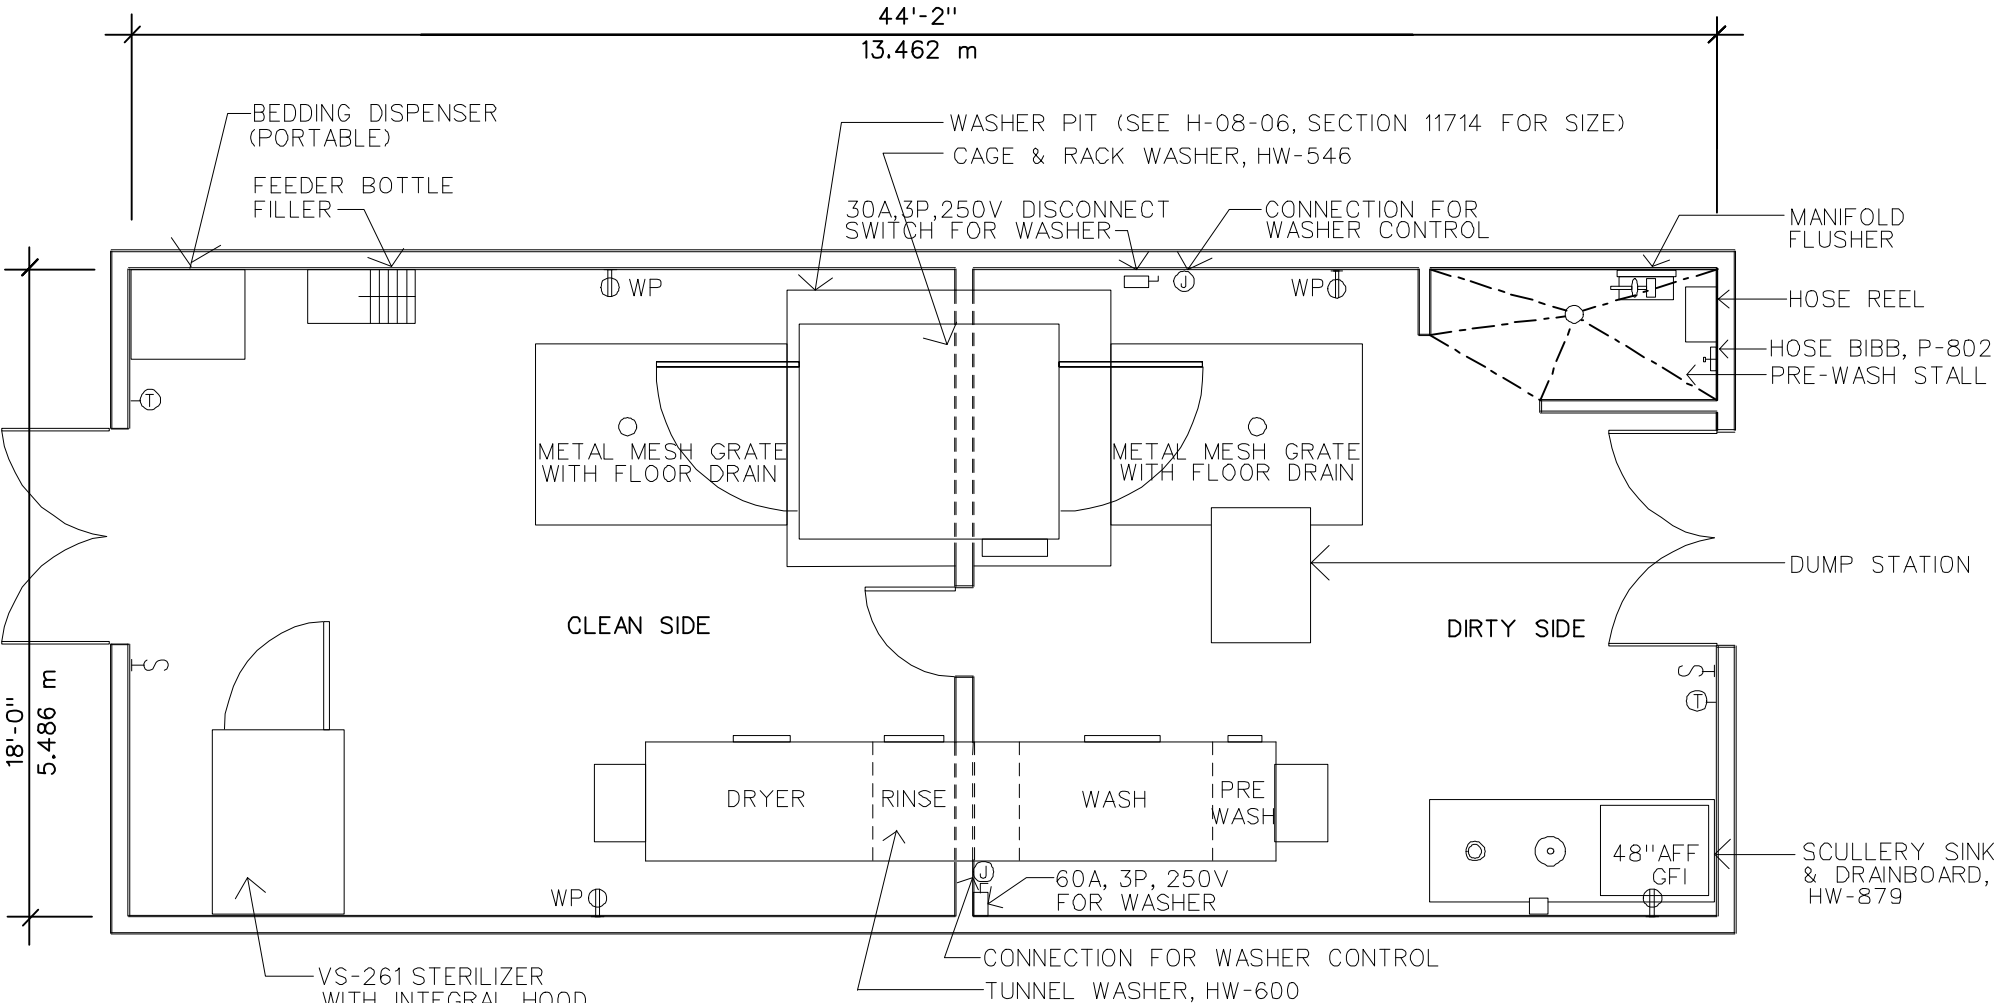 44'-2"
13.462 m
BEDDING DISPENSER
(PORTABLE)
FEEDER BOTTLE
FILLER
WASHER PIT (SEE H-08-06, SECTION 11714 FOR SIZE)
CAGE & RACK WASHER, HW-546
30A,3P,250V DISCONNECT
SWITCH FOR WASHER
CONNECTION FOR
WASHER CONTROL
MANIFOLD
FLUSHER
WP
J
WP
HOSE REEL
HOSE BIBB, P-802
PRE-WASH STALL
T
METAL MESH GRATE
WITH FLOOR DRAIN
METAL MESH GRATE
WITH FLOOR DRAIN
DUMP STATION
CLEAN SIDE
DIRTY SIDE
S
S
T
18'-0"
5.486 m
DRYER
RINSE
WASH
PRE
WASH
48"AFF
GFI
SCULLERY SINK
& DRAINBOARD,
HW-879
WP
J
60A, 3P, 250V
FOR WASHER
CONNECTION FOR WASHER CONTROL
TUNNEL WASHER, HW-600
VS-261 STERILIZER
WITH INTEGRAL HOOD